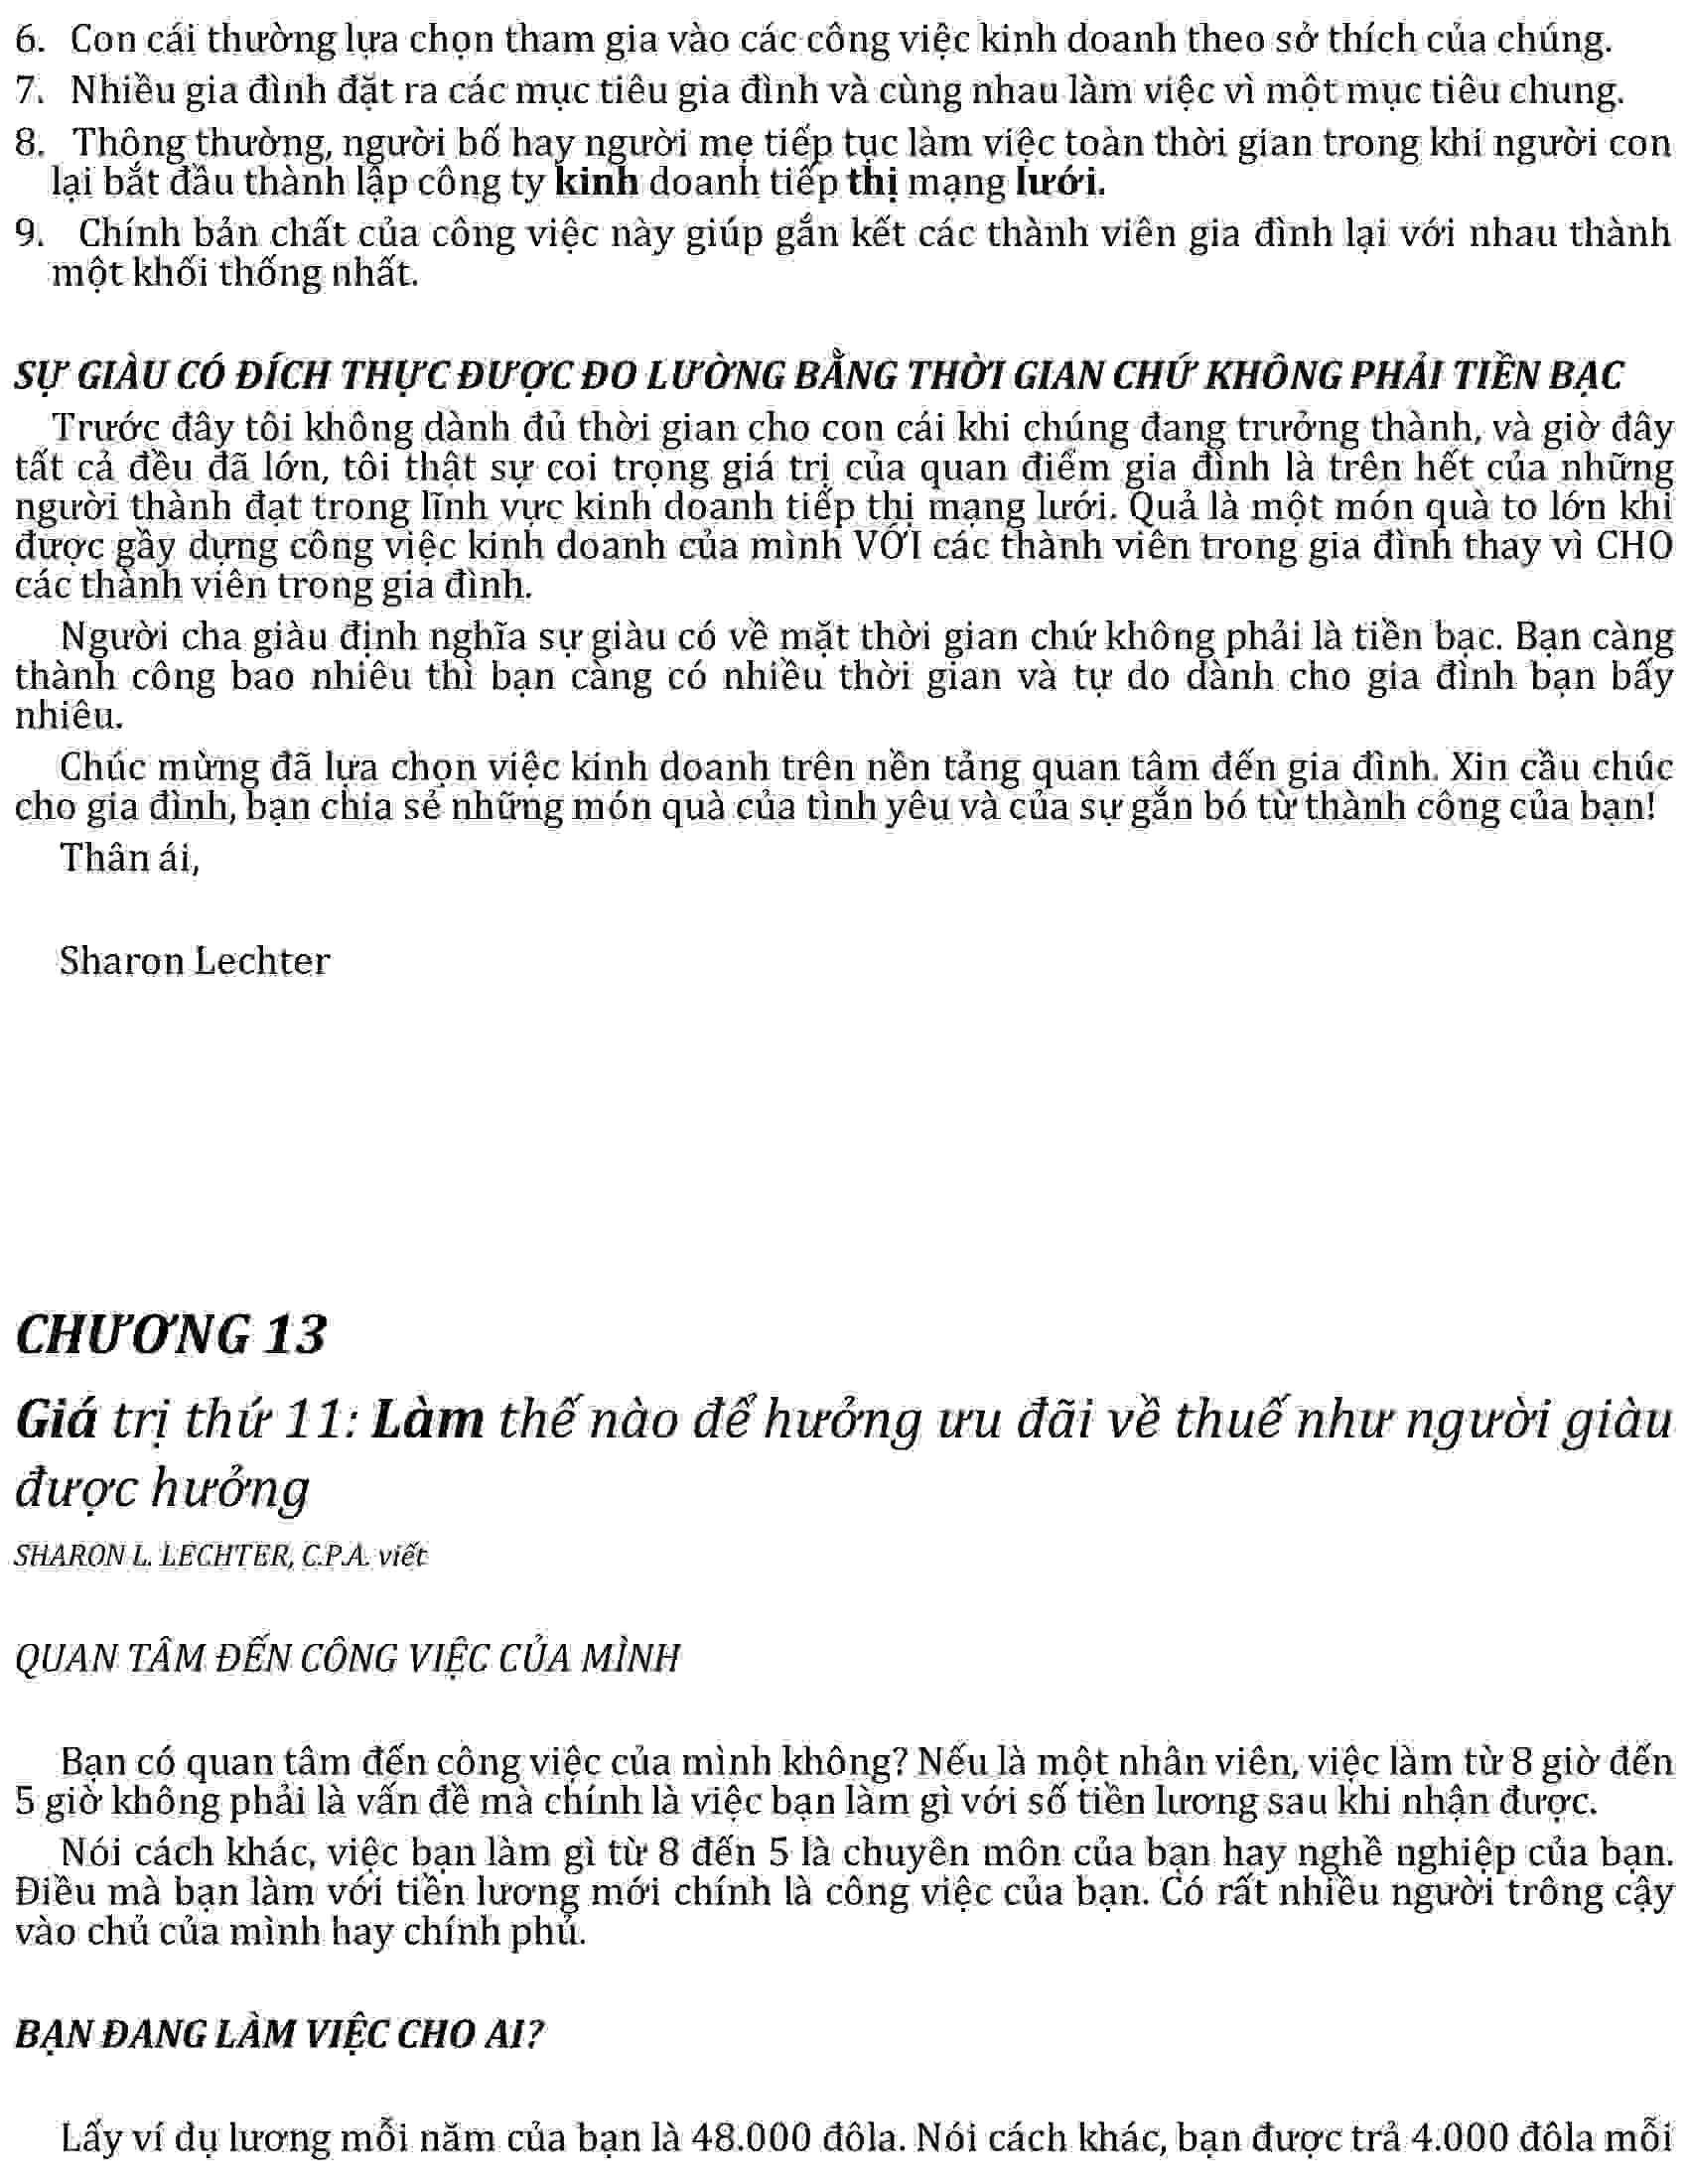 6. Con cái thường lựa chọn tham gia vào các công việc kinh doanh theo sở thích của chúng.
7. Nhiều gia đình đặt ra các mục tiêu gia đình và cùng nhau làm việc vì một mục tiêu chung.
8. Thông thường, người bố hay người mẹ tiếp tục làm việc toàn thời gian trong khi người còn
lại bắt đầu thành lập công ty kinh doanh tiếp thị mạng lưới.
9. Chính bản chất của công việc này giúp gắn kết các thành viên gia đình lại với nhau thành
một khối thống nhất.
SỰ GIÀU CÓ ĐÍCH THỰC ĐƯỢC ĐO LƯỜNG BẰNG THỜI GIAN CHỨ KHÔNG PHẢI TIỀN BẠC
Trước đây tôi không dành đủ thời gian cho con cái khi chúng đang trưởng thành, và giờ đây
tất cả đều đã lớn, tôi thật sự coi trọng giá trị của quan điểm gia đình là trên hết của những
người thành đạt trong lĩnh vực kinh doanh tiếp thị mạng lưới. Quả là một món quà to lớn khi
được gầy dựng công việc kinh doanh của mình VỚI các thành viên trong gia đình thay vì CHO
các thành viên trong gia đình.
Người cha giàu định nghĩa sự giàu có về mặt thời gian chứ không phải là tiền bạc. Bạn càng
thành công bao nhiêu thì bạn càng có nhiều thời gian và tự do dành cho gia đình bạn bấy
nhiêu.
Chúc mừng đã lựa chọn việc kinh doanh trên nền tảng quan tâm đến gia đình. Xin cầu chúc
cho gia đình, bạn chia sẻ những món quà của tình yêu và của sự gắn bó từ thành công của bạn!
Thân ái,
Sharon Lechter
CHƯƠNG 13
Giá trị thứ 11: Làm thế nào để hưởng ưu đãi về thuế như người giàu
được hưởng
SHARON L. LECHTER, C.P.A. viết
QUAN TÂM ĐẾN CÔNG VIỆC CỦA MÌNH
Bạn có quan tâm đến công việc của mình không? Nếu là một nhân viên, việc làm từ 8 giờ đến
5 giờ không phải là vấn đề mà chính là việc bạn làm gì với số tiền lương sau khi nhận được.
Nói cách khác, việc bạn làm gì từ 8 đến 5 là chuyên môn của bạn hay nghề nghiệp của bạn.
Điều mà bạn làm với tiền lương mới chính là công việc của bạn. Có rất nhiều người trông cậy
vào chủ của mình hay chính phủ.
BẠN ĐANG LÀM VIỆC CHO AI?
Lấy ví dụ lương mỗi năm của bạn là 48.000 đôla. Nói cách khác, bạn được trả 4.000 đôla mỗi